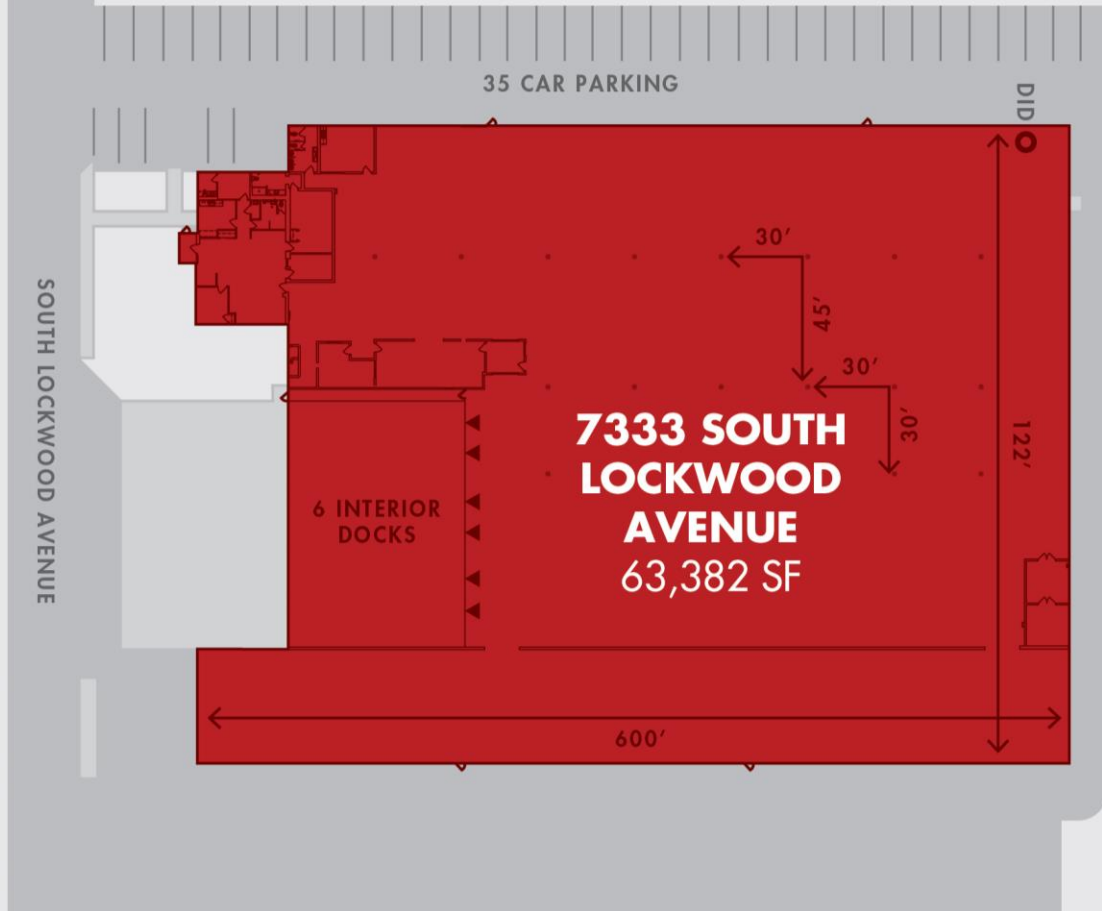 35 CAR PARKING
DID
30′
45′
30′
30′
SOUTH LOCKWOOD AVENUE
7333 SOUTH
LOCKWOOD
AVENUE
63,382 SF
122′
6 INTERIOR
DOCKS
600′